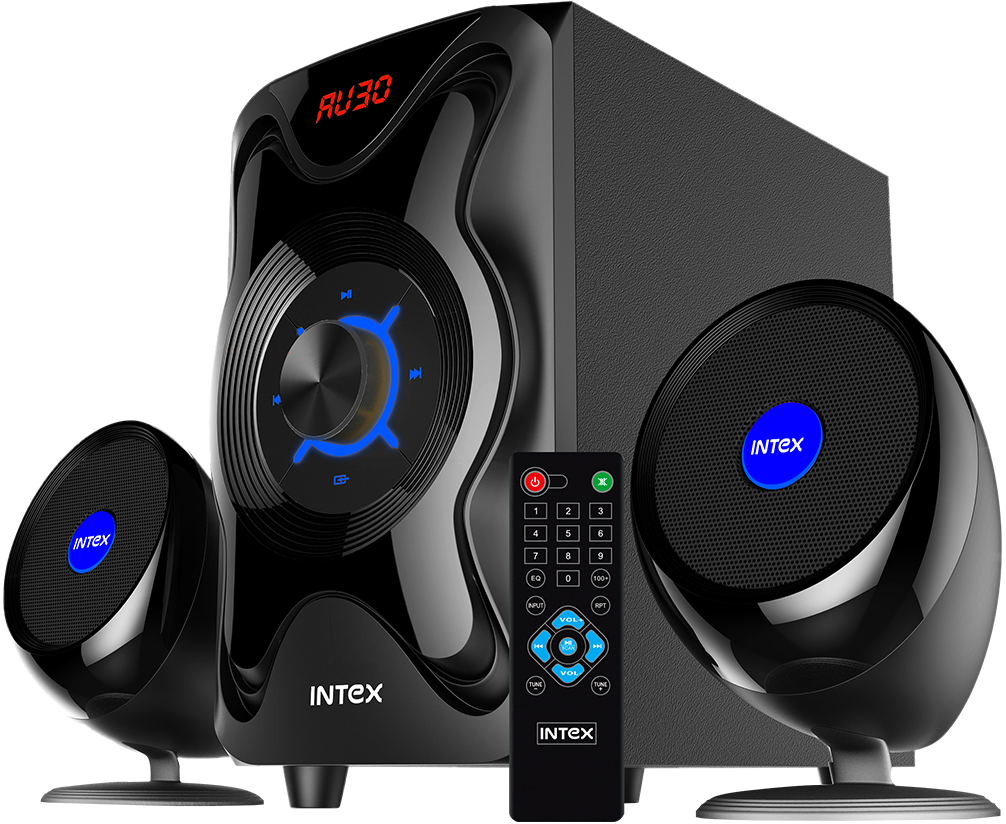 AU30
INTEX
INTEX
INTEX
1 2 3
4 5 6
7 8 9
EQ 0 100+
INPUT RPT
VOL+
SCAN
VOL
TUNE TUNE
− +
INTEX